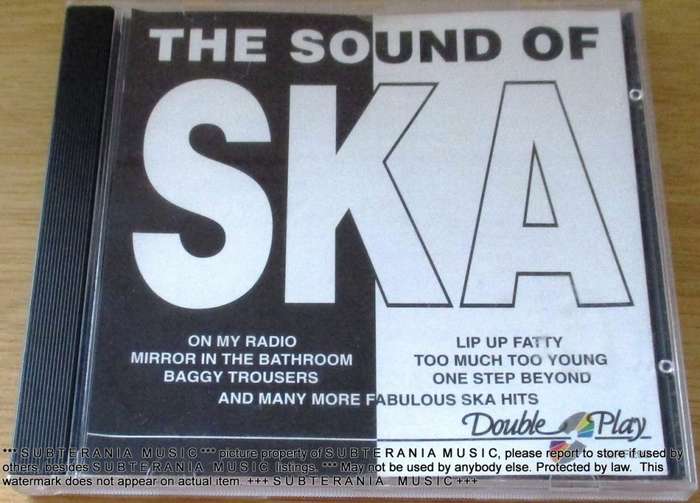 THE SOUND OF
SKA
ON MY RADIO
MIRROR IN THE BATHROOM
BAGGY TROUSERS
LIP UP FATTY
TOO MUCH TOO YOUNG
ONE STEP BEYOND
AND MANY MORE FABULOUS SKA HITS
Double Play
*** S U B T E R A N I A M U S I C *** picture property of S U B T E R A N I A M U S I C, please report to store if used by
others, besides S U B T E R A N I A M U S I C listings. *** May not be used by anybody else. Protected by law. This
watermark does not appear on actual item. +++ S U B T E R A N I A M U S I C +++